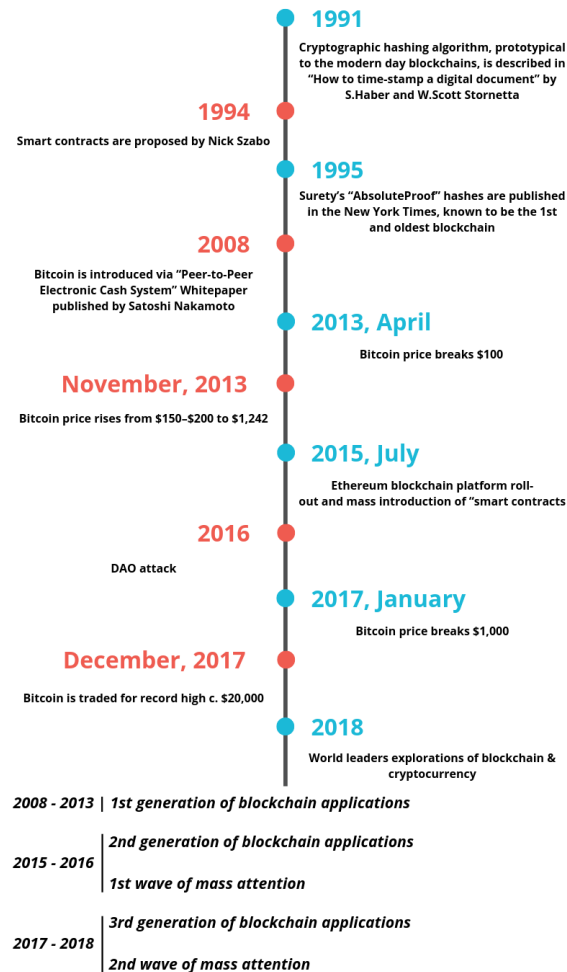 1991
Cryptographic hashing algorithm, prototypical
to the modern day blockchains, is described in
“How to time-stamp a digital document” by
S.Haber and W.Scott Stornetta
1994
Smart contracts are proposed by Nick Szabo
1995
Surety’s “AbsoluteProof” hashes are published
in the New York Times, known to be the 1st
and oldest blockchain
2008
Bitcoin is introduced via “Peer-to-Peer
Electronic Cash System” Whitepaper
published by Satoshi Nakamoto
2013, April
Bitcoin price breaks $100
November, 2013
Bitcoin price rises from $150–$200 to $1,242
2015, July
Ethereum blockchain platform roll-
out and mass introduction of “smart contracts
2016
DAO attack
2017, January
Bitcoin price breaks $1,000
December, 2017
Bitcoin is traded for record high c. $20,000
2018
World leaders explorations of blockchain &
cryptocurrency
2008 - 2013 | 1st generation of blockchain applications
2nd generation of blockchain applications
2015 - 2016
1st wave of mass attention
3rd generation of blockchain applications
2017 - 2018
2nd wave of mass attention